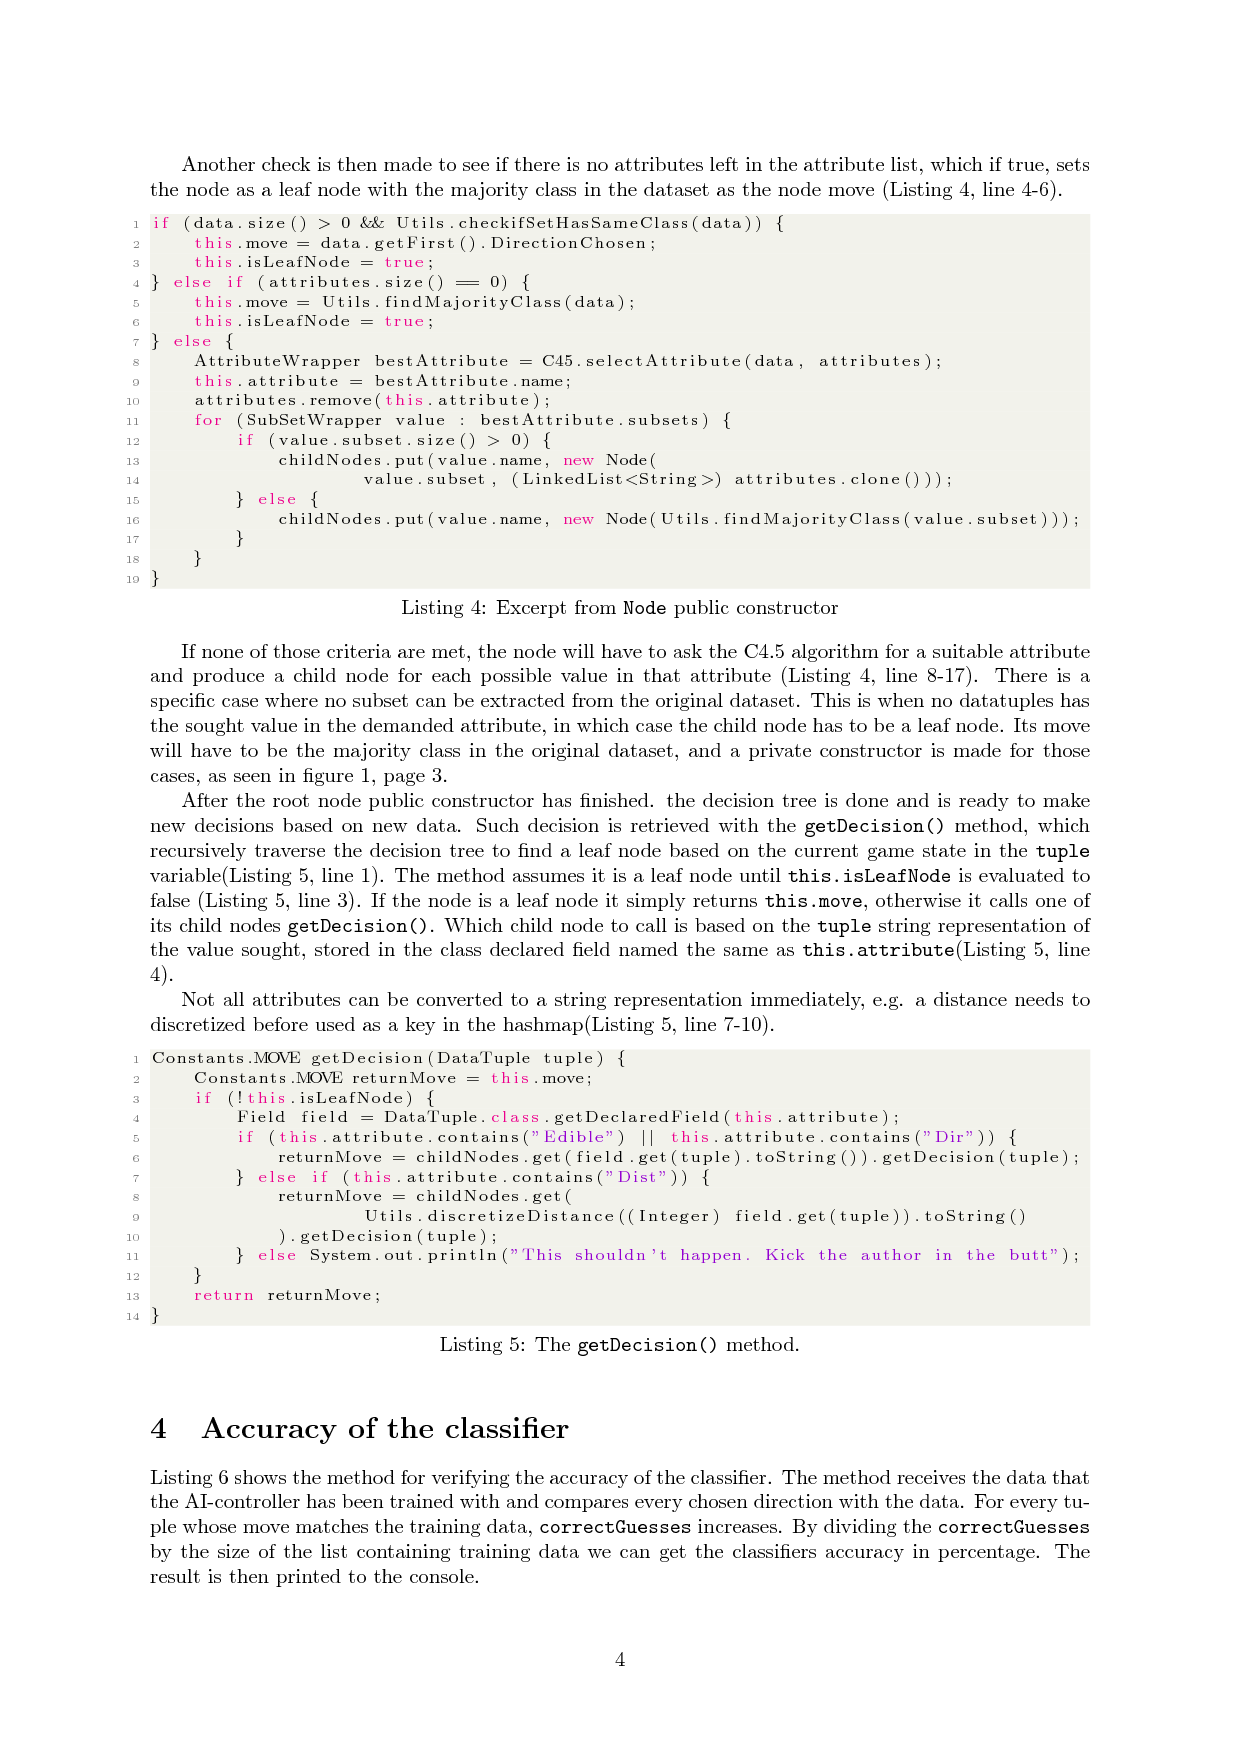 Another check is then made to see if there is no attributes left in the attribute list, which if true, sets
the node as a leaf node with the majority class in the dataset as the node move (Listing 4, line 4-6).
1 if (data.size() > 0 && Utils.checkifSetHasSameClass(data)) {
2     this.move = data.getFirst().DirectionChosen;
3     this.isLeafNode = true;
4 } else if (attributes.size() == 0) {
5     this.move = Utils.findMajorityClass(data);
6     this.isLeafNode = true;
7 } else {
8     AttributeWrapper bestAttribute = C45.selectAttribute(data, attributes);
9     this.attribute = bestAttribute.name;
10     attributes.remove(this.attribute);
11     for (SubSetWrapper value : bestAttribute.subsets) {
12         if (value.subset.size() > 0) {
13             childNodes.put(value.name, new Node(
14                     value.subset, (LinkedList<String>) attributes.clone()));
15         } else {
16             childNodes.put(value.name, new Node(Utils.findMajorityClass(value.subset)));
17         }
18     }
19 }
Listing 4: Excerpt from Node public constructor
If none of those criteria are met, the node will have to ask the C4.5 algorithm for a suitable attribute
and produce a child node for each possible value in that attribute (Listing 4, line 8-17). There is a
specific case where no subset can be extracted from the original dataset. This is when no datatuples has
the sought value in the demanded attribute, in which case the child node has to be a leaf node. Its move
will have to be the majority class in the original dataset, and a private constructor is made for those
cases, as seen in figure 1, page 3.
After the root node public constructor has finished. the decision tree is done and is ready to make
new decisions based on new data. Such decision is retrieved with the getDecision() method, which
recursively traverse the decision tree to find a leaf node based on the current game state in the tuple
variable(Listing 5, line 1). The method assumes it is a leaf node until this.isLeafNode is evaluated to
false (Listing 5, line 3). If the node is a leaf node it simply returns this.move, otherwise it calls one of
its child nodes getDecision(). Which child node to call is based on the tuple string representation of
the value sought, stored in the class declared field named the same as this.attribute(Listing 5, line
4).
Not all attributes can be converted to a string representation immediately, e.g. a distance needs to
discretized before used as a key in the hashmap(Listing 5, line 7-10).
1 Constants.MOVE getDecision(DataTuple tuple) {
2     Constants.MOVE returnMove = this.move;
3     if (!this.isLeafNode) {
4         Field field = DataTuple.class.getDeclaredField(this.attribute);
5         if (this.attribute.contains("Edible") || this.attribute.contains("Dir")) {
6             returnMove = childNodes.get(field.get(tuple).toString()).getDecision(tuple);
7         } else if (this.attribute.contains("Dist")) {
8             returnMove = childNodes.get(
9                     Utils.discretizeDistance((Integer) field.get(tuple)).toString()
10             ).getDecision(tuple);
11         } else System.out.println("This shouldn't happen. Kick the author in the butt");
12     }
13     return returnMove;
14 }
Listing 5: The getDecision() method.
4 Accuracy of the classifier
Listing 6 shows the method for verifying the accuracy of the classifier. The method receives the data that
the AI-controller has been trained with and compares every chosen direction with the data. For every tu-
ple whose move matches the training data, correctGuesses increases. By dividing the correctGuesses
by the size of the list containing training data we can get the classifiers accuracy in percentage. The
result is then printed to the console.
4